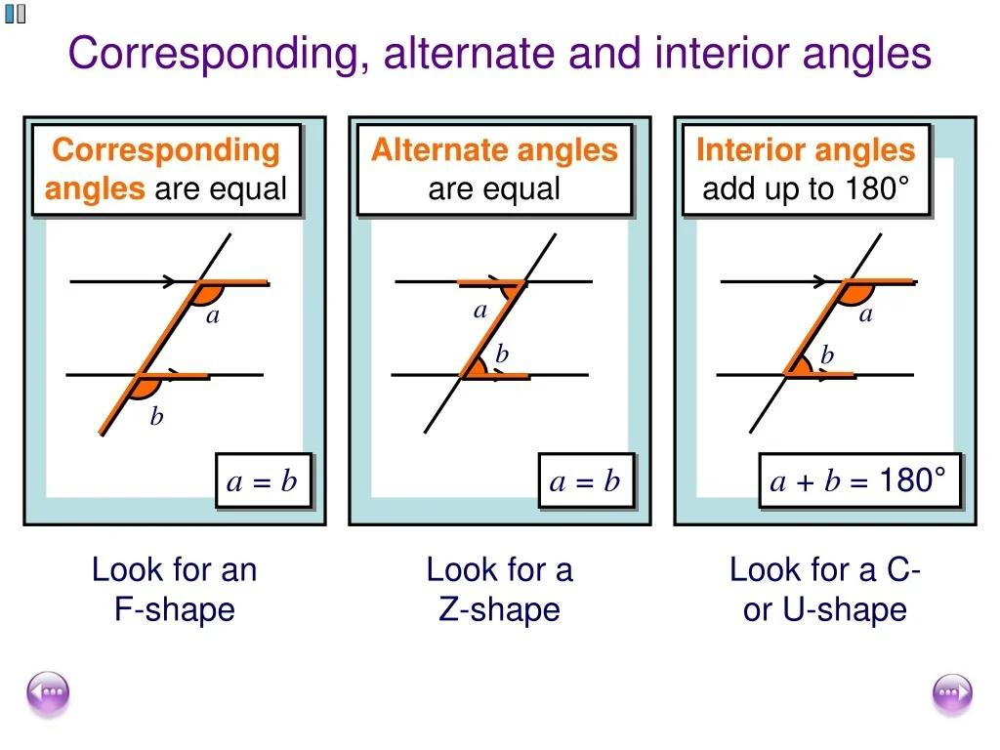 Corresponding, alternate and interior angles
Corresponding
angles are equal
a
b
a = b
Look for an
F-shape
Alternate angles
are equal
a
b
a = b
Look for a
Z-shape
Interior angles
add up to 180°
a
b
a + b = 180°
Look for a C-
or U-shape